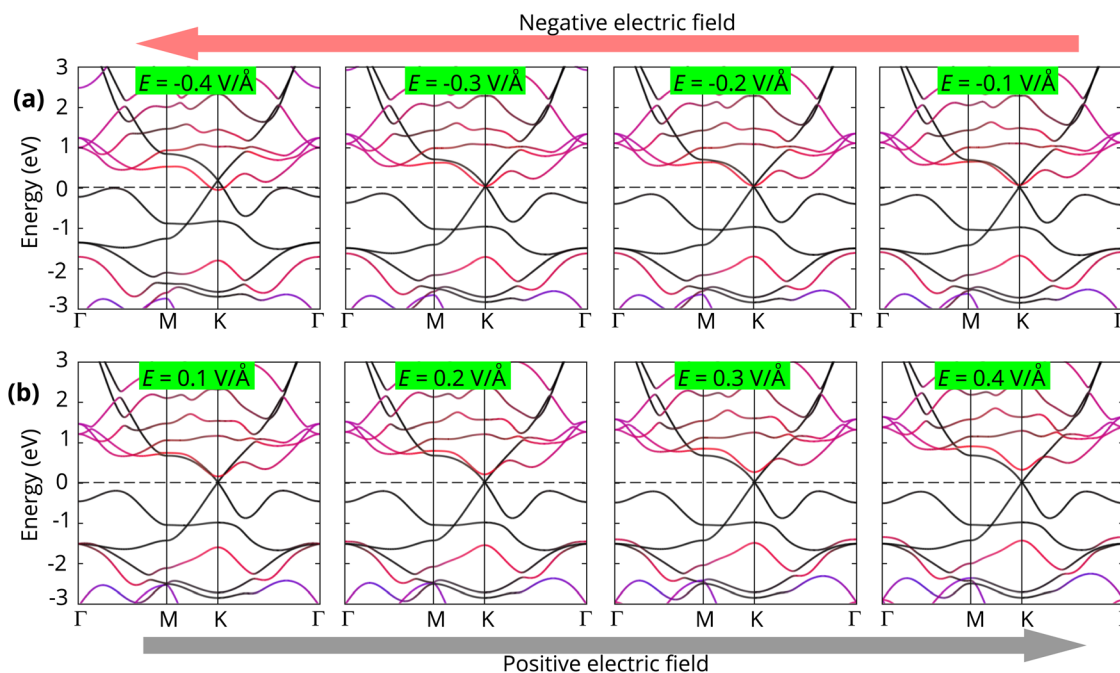 Negative electric field
(a)
E = -0.4 V/Å
E = -0.3 V/Å
E = -0.2 V/Å
E = -0.1 V/Å
Energy (eV)
3
2
1
0
-1
-2
-3
Γ M K Γ
Γ M K Γ
Γ M K Γ
Γ M K Γ
(b)
E = 0.1 V/Å
E = 0.2 V/Å
E = 0.3 V/Å
E = 0.4 V/Å
Energy (eV)
3
2
1
0
-1
-2
-3
Γ M K Γ
Γ M K Γ
Γ M K Γ
Γ M K Γ
Positive electric field